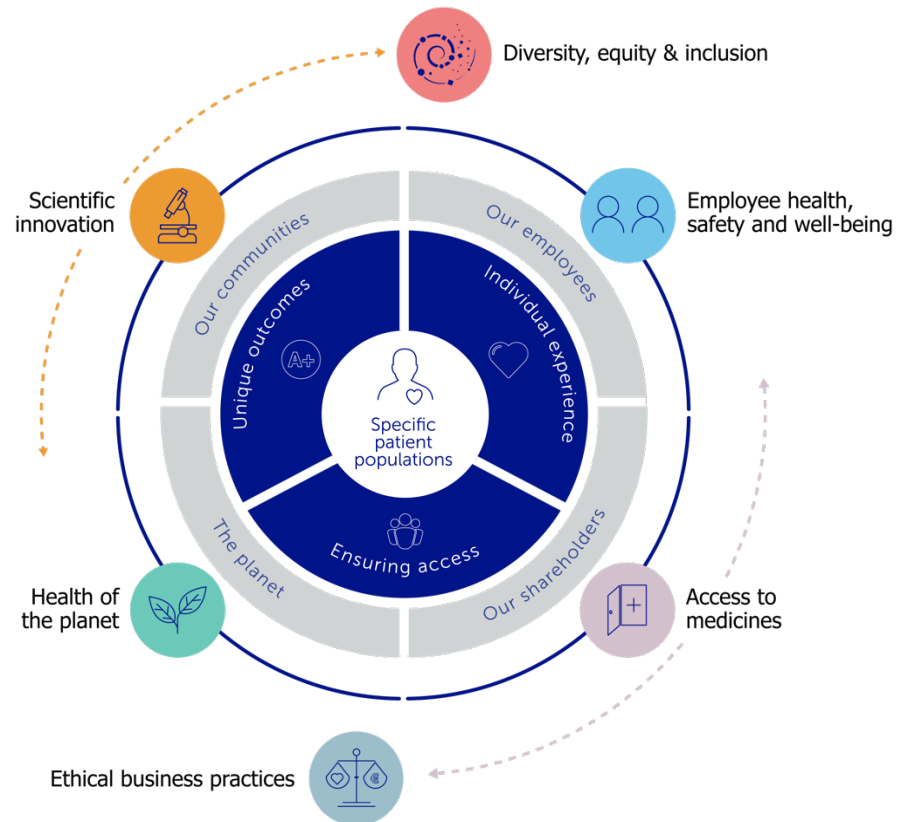 Diversity, equity & inclusion
Scientific
innovation
Employee health,
safety and well-being
Our communities
Our employees
Unique outcomes
A+
Individual experience
Specific
patient
populations
Ensuring access
The planet
Our shareholders
Health of
the planet
Access to
medicines
Ethical business practices
€